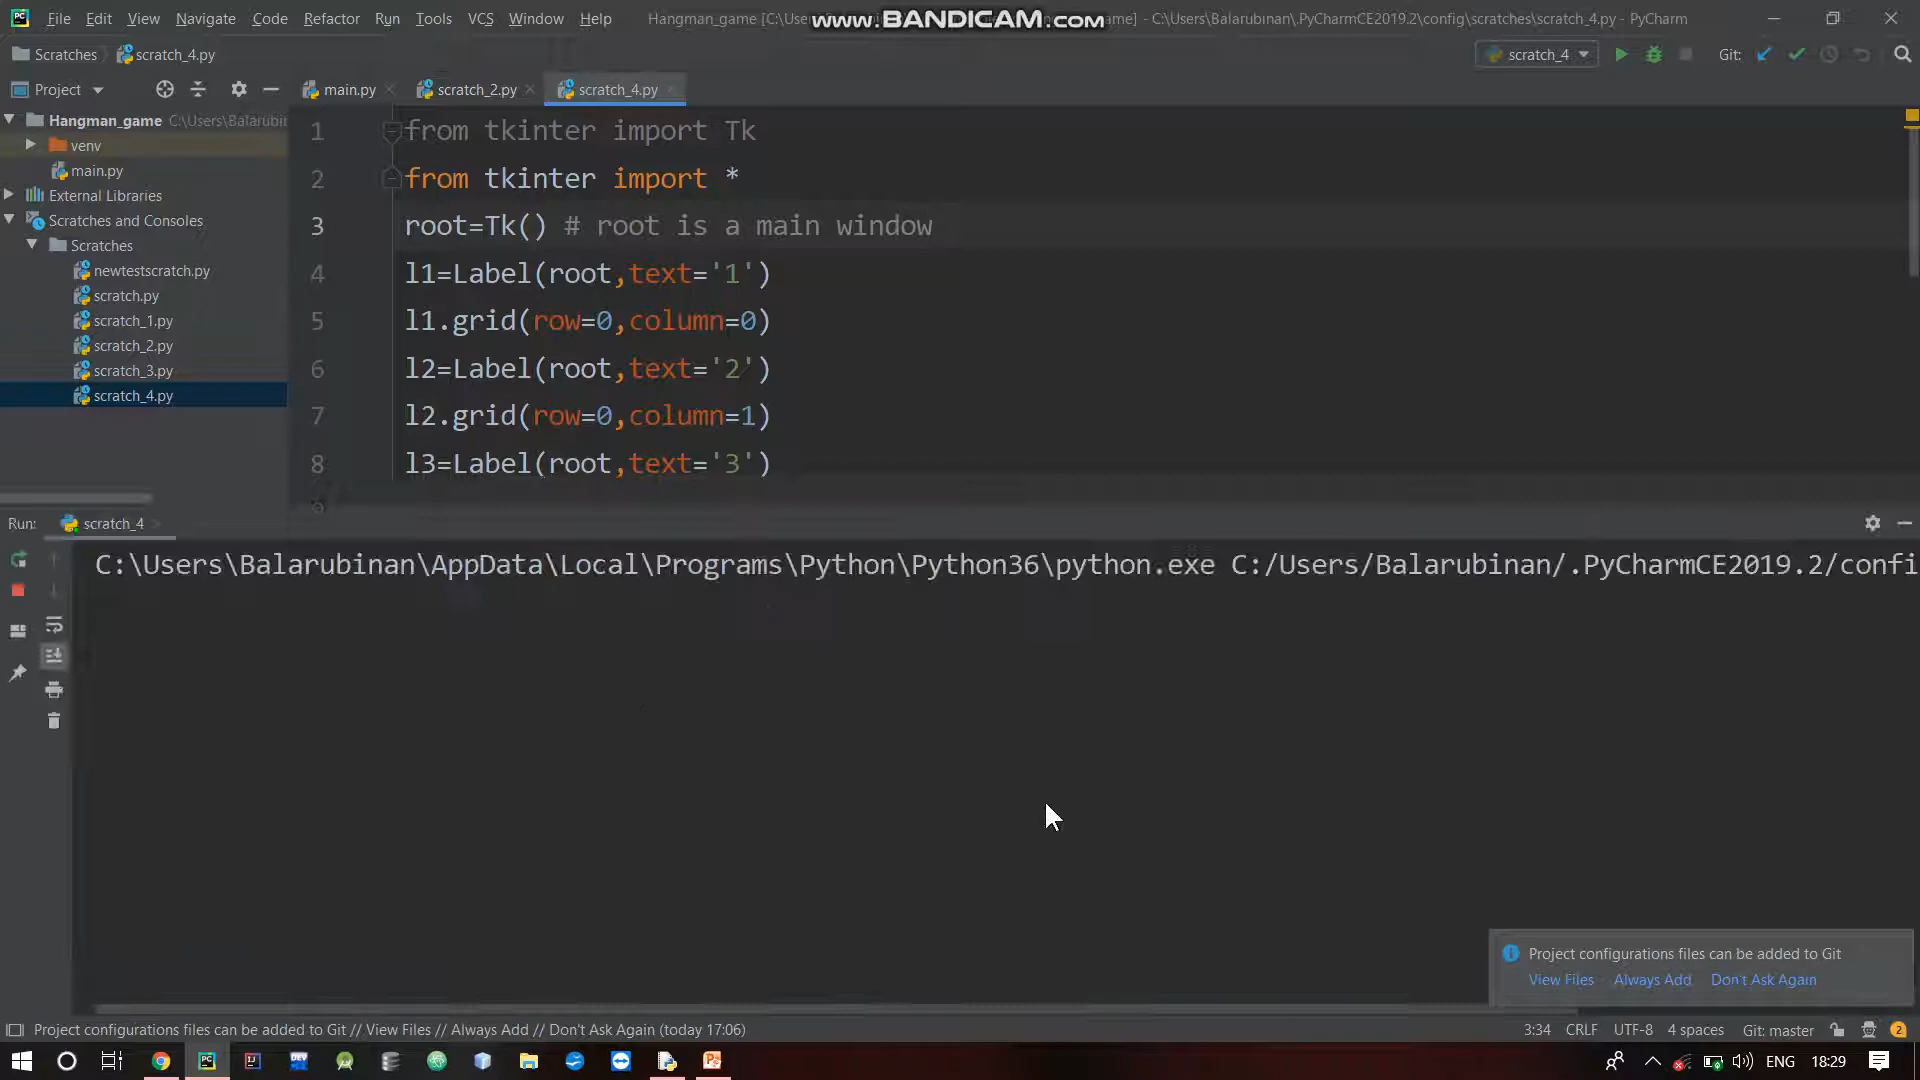 File Edit View Navigate Code Refactor Run Tools VCS Window Help
Hangman_game [C:\Use
www.BANDICAM.com
ame] - C:\Users\Balarubinan\.PyCharmCE2019.2\config\scratches\scratch_4.py - PyCharm
Scratches scratch_4.py
scratch_4
Git:
Project
main.py
scratch_2.py
scratch_4.py
Hangman_game C:\Users\Balarubin
venv
main.py
External Libraries
Scratches and Consoles
Scratches
newtestscratch.py
scratch.py
scratch_1.py
scratch_2.py
scratch_3.py
scratch_4.py
1 from tkinter import Tk
2 from tkinter import *
3 root=Tk() # root is a main window
4 l1=Label(root,text='1')
5 l1.grid(row=0,column=0)
6 l2=Label(root,text='2')
7 l2.grid(row=0,column=1)
8 l3=Label(root,text='3')
Run: scratch_4
C:\Users\Balarubinan\AppData\Local\Programs\Python\Python36\python.exe C:/Users/Balarubinan/.PyCharmCE2019.2/confi
Project configurations files can be added to Git
View Files Always Add Don't Ask Again
Project configurations files can be added to Git // View Files // Always Add // Don't Ask Again (today 17:06)
3:34 CRLF UTF-8 4 spaces Git: master 2
ENG 18:29